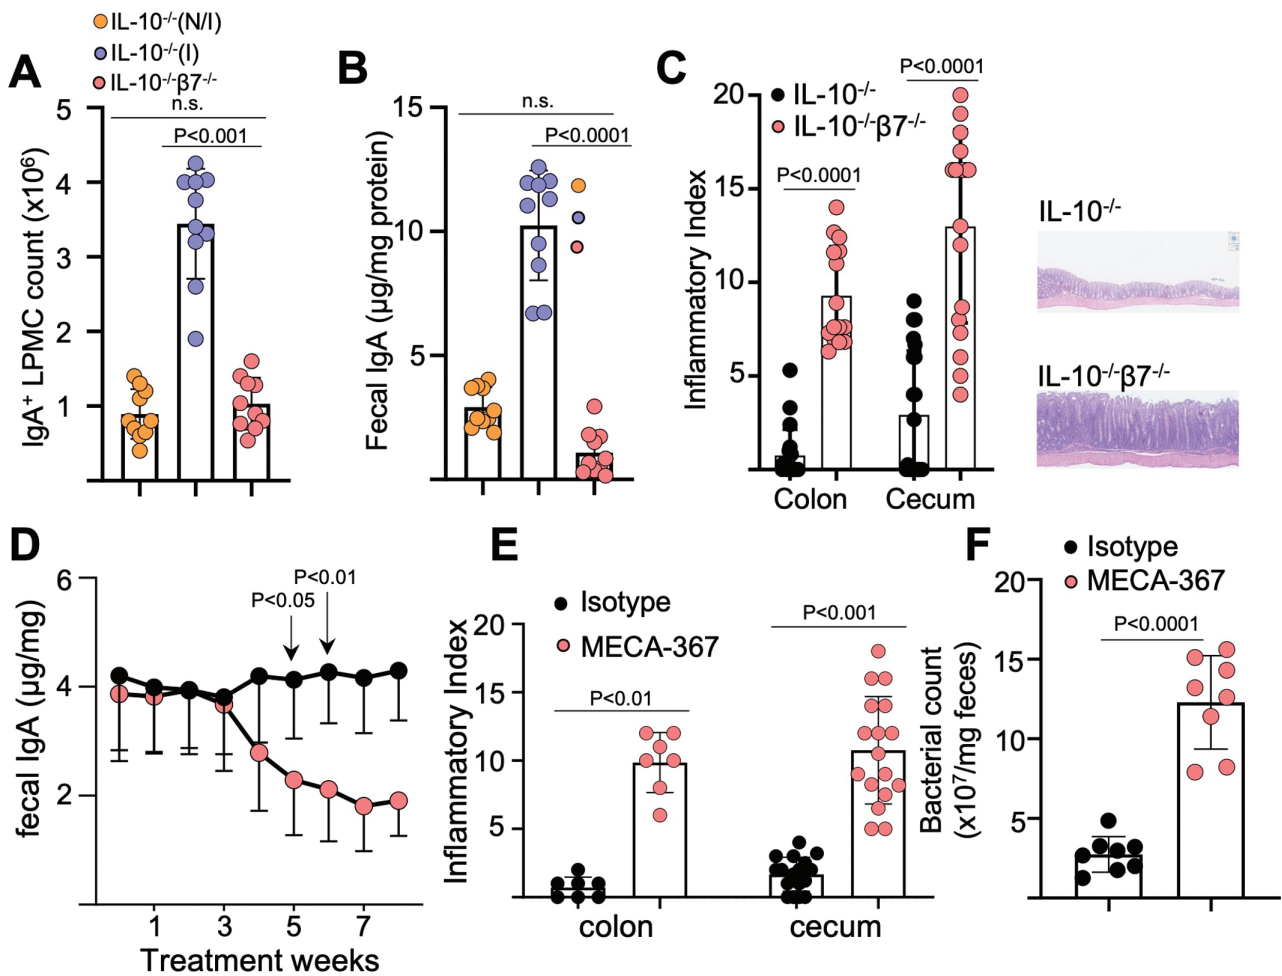 IL-10-/-(N/I)
IL-10-/-(I)
IL-10-/-β7-/-
A
n.s.
P<0.001
5
4
3
2
1
IgA+ LPMC count (x10⁶)
B
n.s.
P<0.0001
15
10
5
Fecal IgA (µg/mg protein)
C
P<0.0001
IL-10-/-
IL-10-/-β7-/-
P<0.0001
20
15
10
5
Inflammatory Index
Colon
Cecum
IL-10-/-
IL-10-/-β7-/-
D
P<0.01
P<0.05
6
4
2
fecal IgA (µg/mg)
1 3 5 7
Treatment weeks
E
Isotype
MECA-367
P<0.001
P<0.01
20
15
10
5
Inflammatory Index
colon
cecum
F
Isotype
MECA-367
P<0.0001
20
15
10
5
Bacterial count
(x10⁷/mg feces)